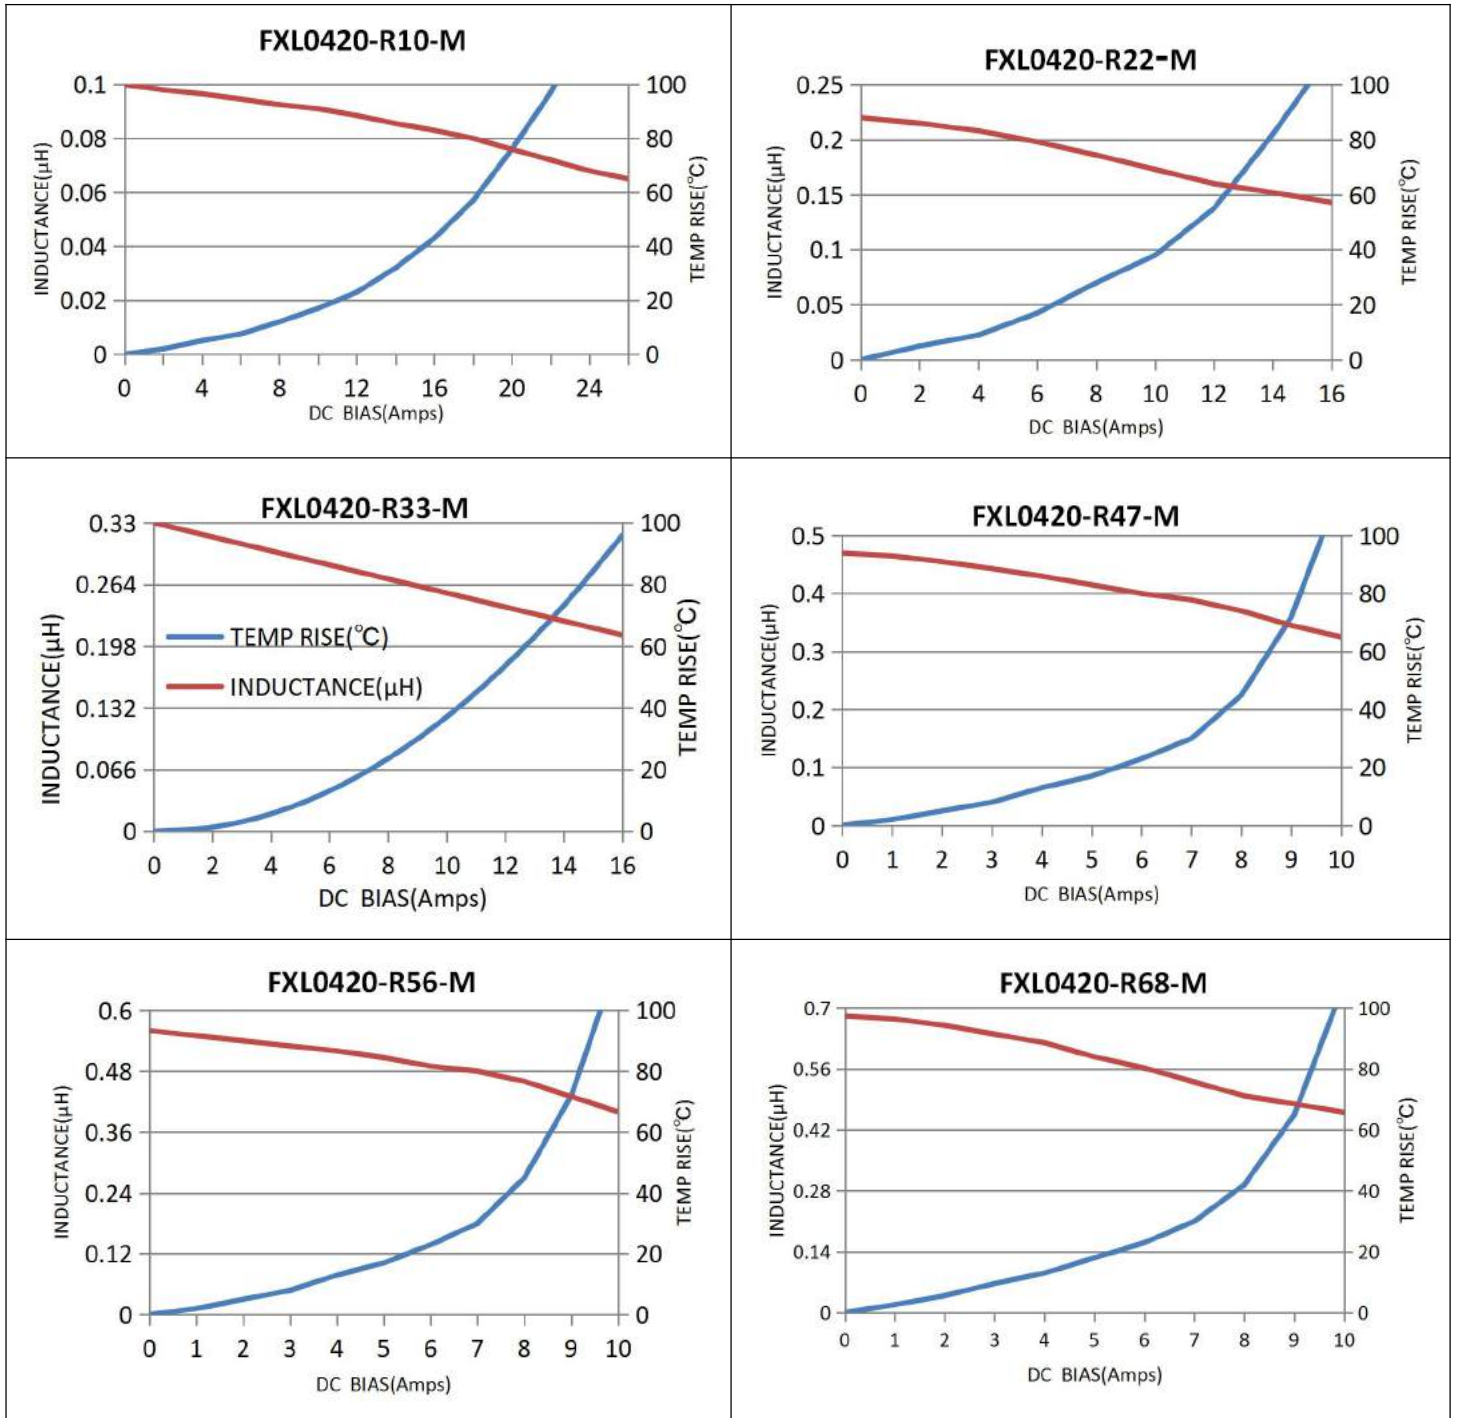 FXL0420-R10-M
0.1
0.08
0.06
0.04
0.02
0
INDUCTANCE(µH)
100
80
60
40
20
0
TEMP RISE(℃)
0 4 8 12 16 20 24
DC BIAS(Amps)
FXL0420-R22-M
0.25
0.2
0.15
0.1
0.05
0
INDUCTANCE(µH)
100
80
60
40
20
0
TEMP RISE(℃)
0 2 4 6 8 10 12 14 16
DC BIAS(Amps)
FXL0420-R33-M
0.33
0.264
0.198
0.132
0.066
0
INDUCTANCE(µH)
TEMP RISE(℃)
INDUCTANCE(µH)
100
80
60
40
20
0
TEMP RISE(℃)
0 2 4 6 8 10 12 14 16
DC BIAS(Amps)
FXL0420-R47-M
0.5
0.4
0.3
0.2
0.1
0
INDUCTANCE(µH)
100
80
60
40
20
0
TEMP RISE(℃)
0 1 2 3 4 5 6 7 8 9 10
DC BIAS(Amps)
FXL0420-R56-M
0.6
0.48
0.36
0.24
0.12
0
INDUCTANCE(µH)
100
80
60
40
20
0
TEMP RISE(℃)
0 1 2 3 4 5 6 7 8 9 10
DC BIAS(Amps)
FXL0420-R68-M
0.7
0.56
0.42
0.28
0.14
0
INDUCTANCE(µH)
100
80
60
40
20
0
TEMP RISE(℃)
0 1 2 3 4 5 6 7 8 9 10
DC BIAS(Amps)